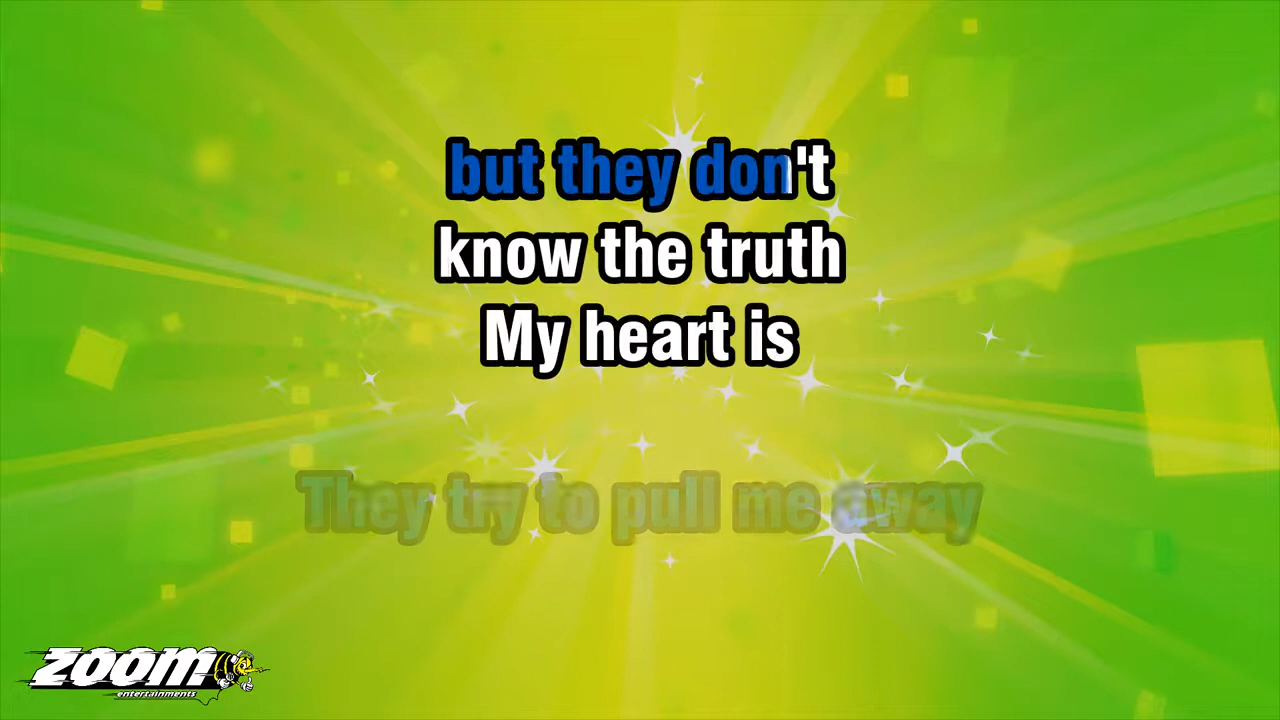 but they don't
know the truth
My heart is
They try to pull me away
ZOOM
entertainments